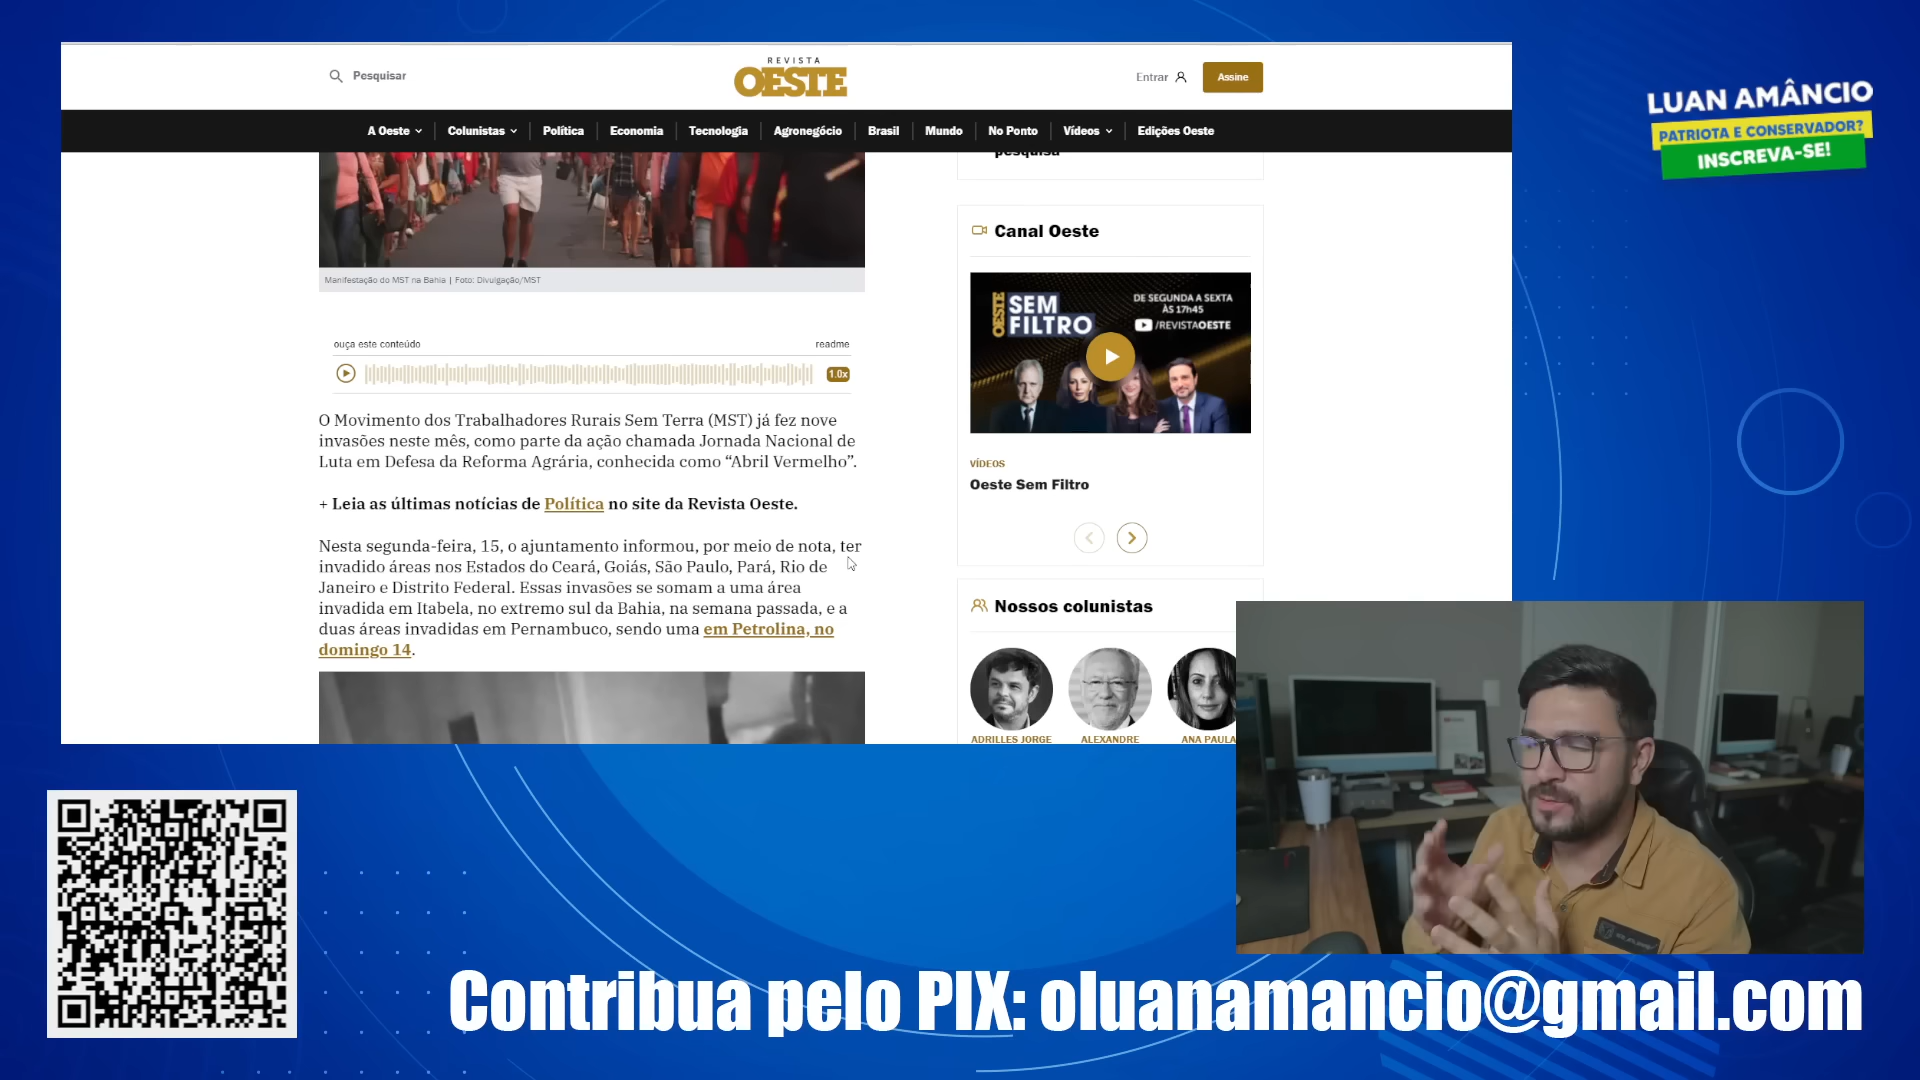 Pesquisar
REVISTA
OESTE
Entrar
Assine
A Oeste
Colunistas
Política
Economia
Tecnologia
Agronegócio
Brasil
Mundo
No Ponto
Vídeos
Edições Oeste
LUAN AMÂNCIO
PATRIOTA E CONSERVADOR?
INSCREVA-SE!
pesquisa
Manifestação do MST na Bahia | Foto: Divulgação/MST
ouça este conteúdo
readme
1.0x
O Movimento dos Trabalhadores Rurais Sem Terra (MST) já fez nove
invasões neste mês, como parte da ação chamada Jornada Nacional de
Luta em Defesa da Reforma Agrária, conhecida como “Abril Vermelho”.
+ Leia as últimas notícias de Política no site da Revista Oeste.
Nesta segunda-feira, 15, o ajuntamento informou, por meio de nota, ter
invadido áreas nos Estados do Ceará, Goiás, São Paulo, Pará, Rio de
Janeiro e Distrito Federal. Essas invasões se somam a uma área
invadida em Itabela, no extremo sul da Bahia, na semana passada, e a
duas áreas invadidas em Pernambuco, sendo uma em Petrolina, no
domingo 14.
Canal Oeste
OESTE
SEM
FILTRO
DE SEGUNDA A SEXTA
ÀS 17h45
/REVISTAOESTE
VÍDEOS
Oeste Sem Filtro
Nossos colunistas
ADRILLES JORGE
ALEXANDRE
ANA PAULA
Contribua pelo PIX: oluanamancio@gmail.com